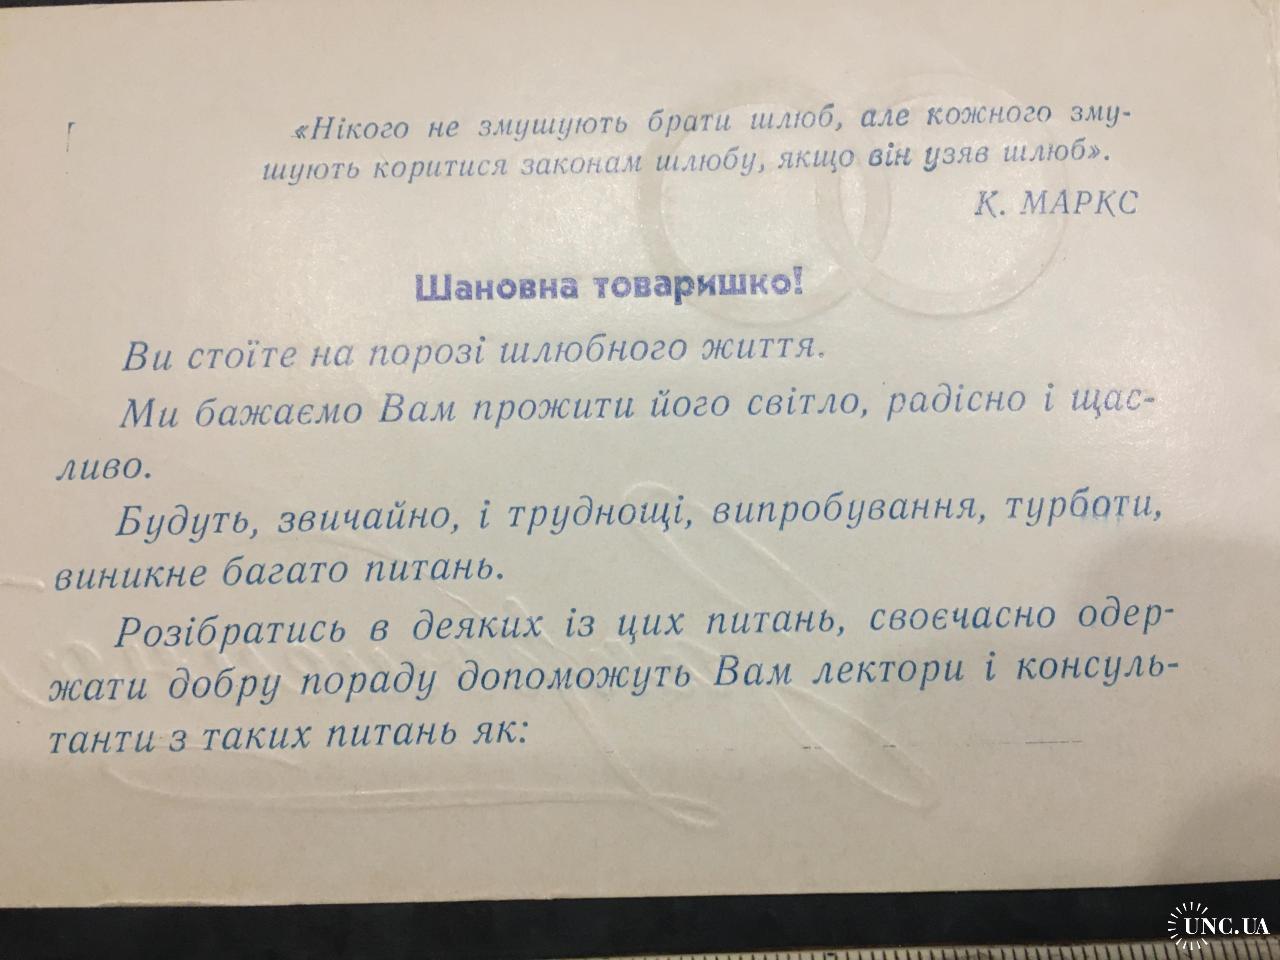 «Нікого не змушують брати шлюб, але кожного зму-
шують коритися законам шлюбу, якщо він узяв шлюб».
К. МАРКС
Шановна товаришко!
Ви стоїте на порозі шлюбного життя.
Ми бажаємо Вам прожити його світло, радісно і щас-
ливо.
Будуть, звичайно, і труднощі, випробування, турботи,
виникне багато питань.
Розібратись в деяких із цих питань, своєчасно одер-
жати добру пораду допоможуть Вам лектори і консуль-
танти з таких питань як:
UNC.UA